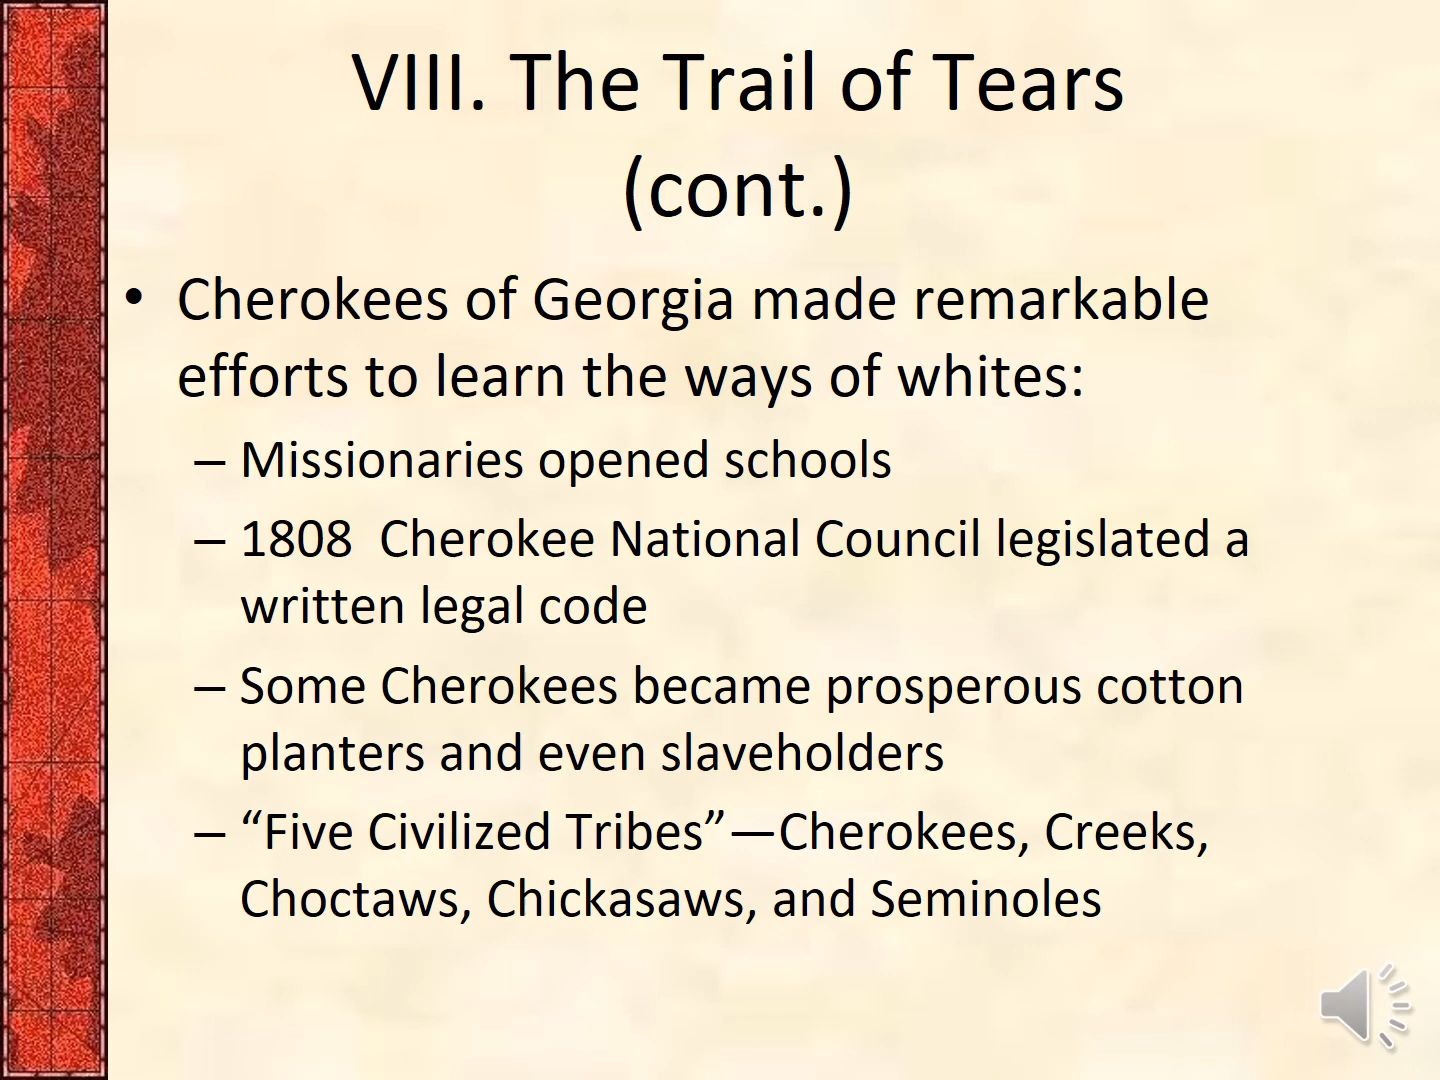 VIII. The Trail of Tears
(cont.)
• Cherokees of Georgia made remarkable
efforts to learn the ways of whites:
– Missionaries opened schools
– 1808  Cherokee National Council legislated a
written legal code
– Some Cherokees became prosperous cotton
planters and even slaveholders
– “Five Civilized Tribes”—Cherokees, Creeks,
Choctaws, Chickasaws, and Seminoles